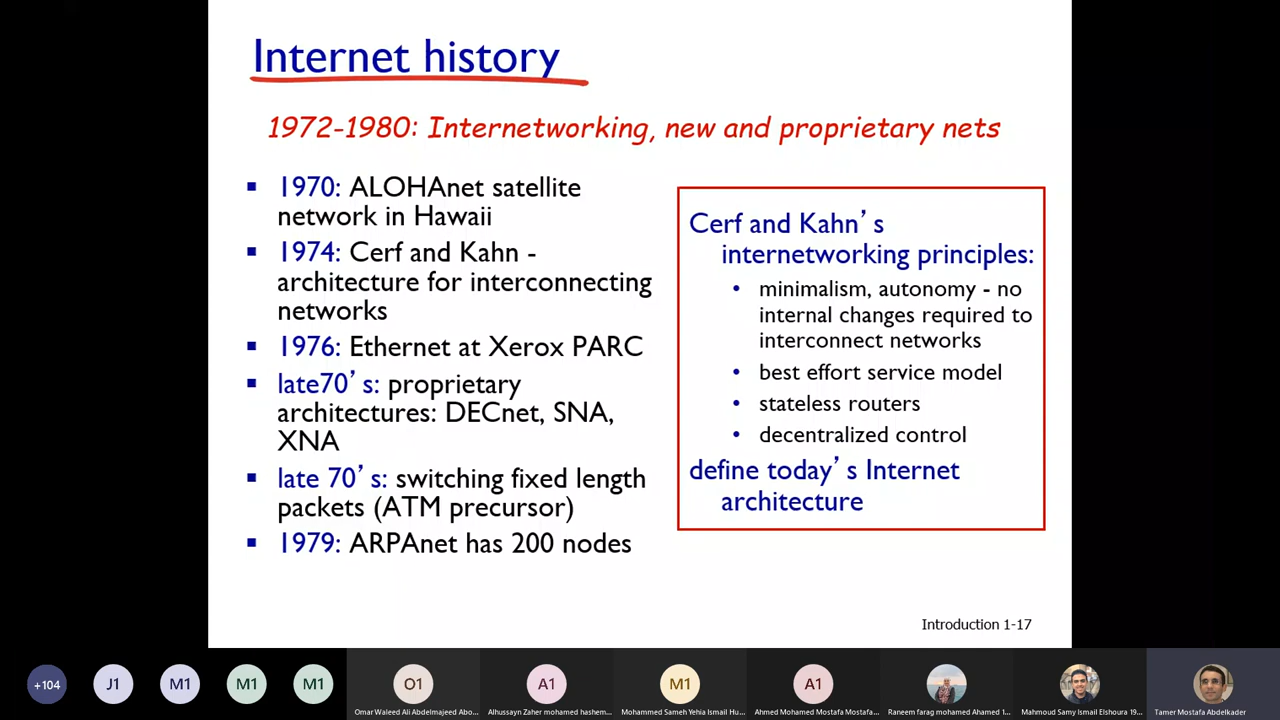 Internet history
1972-1980: Internetworking, new and proprietary nets
▪ 1970: ALOHAnet satellite
network in Hawaii
▪ 1974: Cerf and Kahn -
architecture for interconnecting
networks
▪ 1976: Ethernet at Xerox PARC
▪ late70’s: proprietary
architectures: DECnet, SNA,
XNA
▪ late 70’s: switching fixed length
packets (ATM precursor)
▪ 1979: ARPAnet has 200 nodes
Cerf and Kahn’s
internetworking principles:
• minimalism, autonomy - no
internal changes required to
interconnect networks
• best effort service model
• stateless routers
• decentralized control
define today’s Internet
architecture
Introduction 1-17
+104 J1 M1 M1 M1 O1 A1 M1 A1
Omar Waleed Ali Abdelmajeed Abo... Alhussayn Zaher mohamed hashem... Mohammed Sameh Yehia Ismail Hu... Ahmed Mostafa Mostafa Mostafa... Raneem farag mohamed Ahamed 1... Mahmoud Samy Ismail Elshoura 19... Tamer Mostafaabdelkader